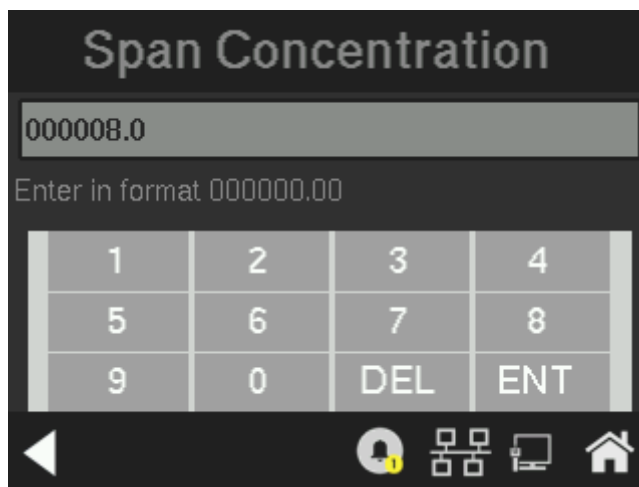 Span Concentration
000008.0
Enter in format 000000.00
1 2 3 4
5 6 7 8
9 0 DEL ENT
1